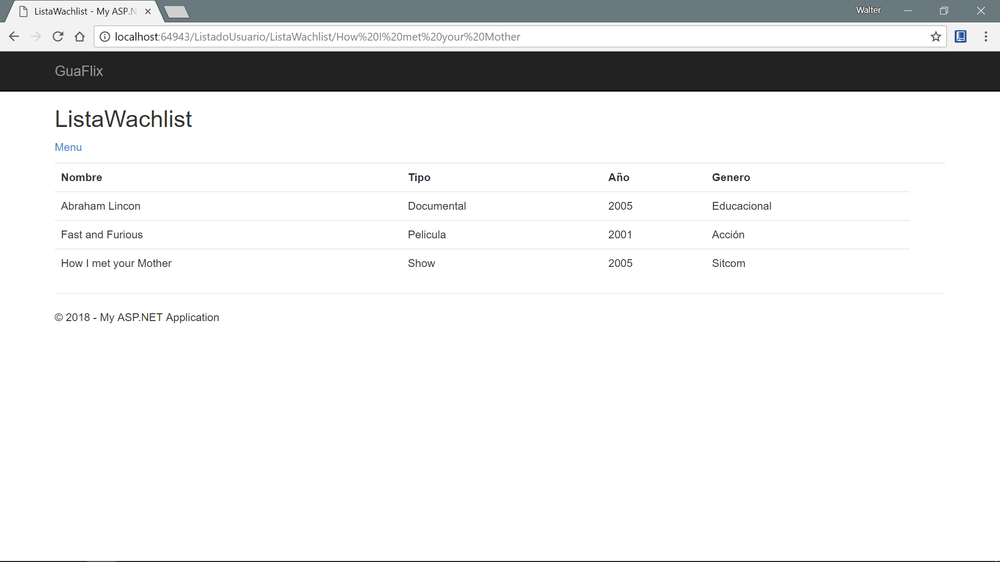 ListaWachlist - My ASP.N
Walter
localhost:64943/ListadoUsuario/ListaWachlist/How%20I%20met%20your%20Mother
GuaFlix
ListaWachlist
Menu
Nombre Tipo Año Genero
Abraham Lincon Documental 2005 Educacional
Fast and Furious Pelicula 2001 Acción
How I met your Mother Show 2005 Sitcom
© 2018 - My ASP.NET Application